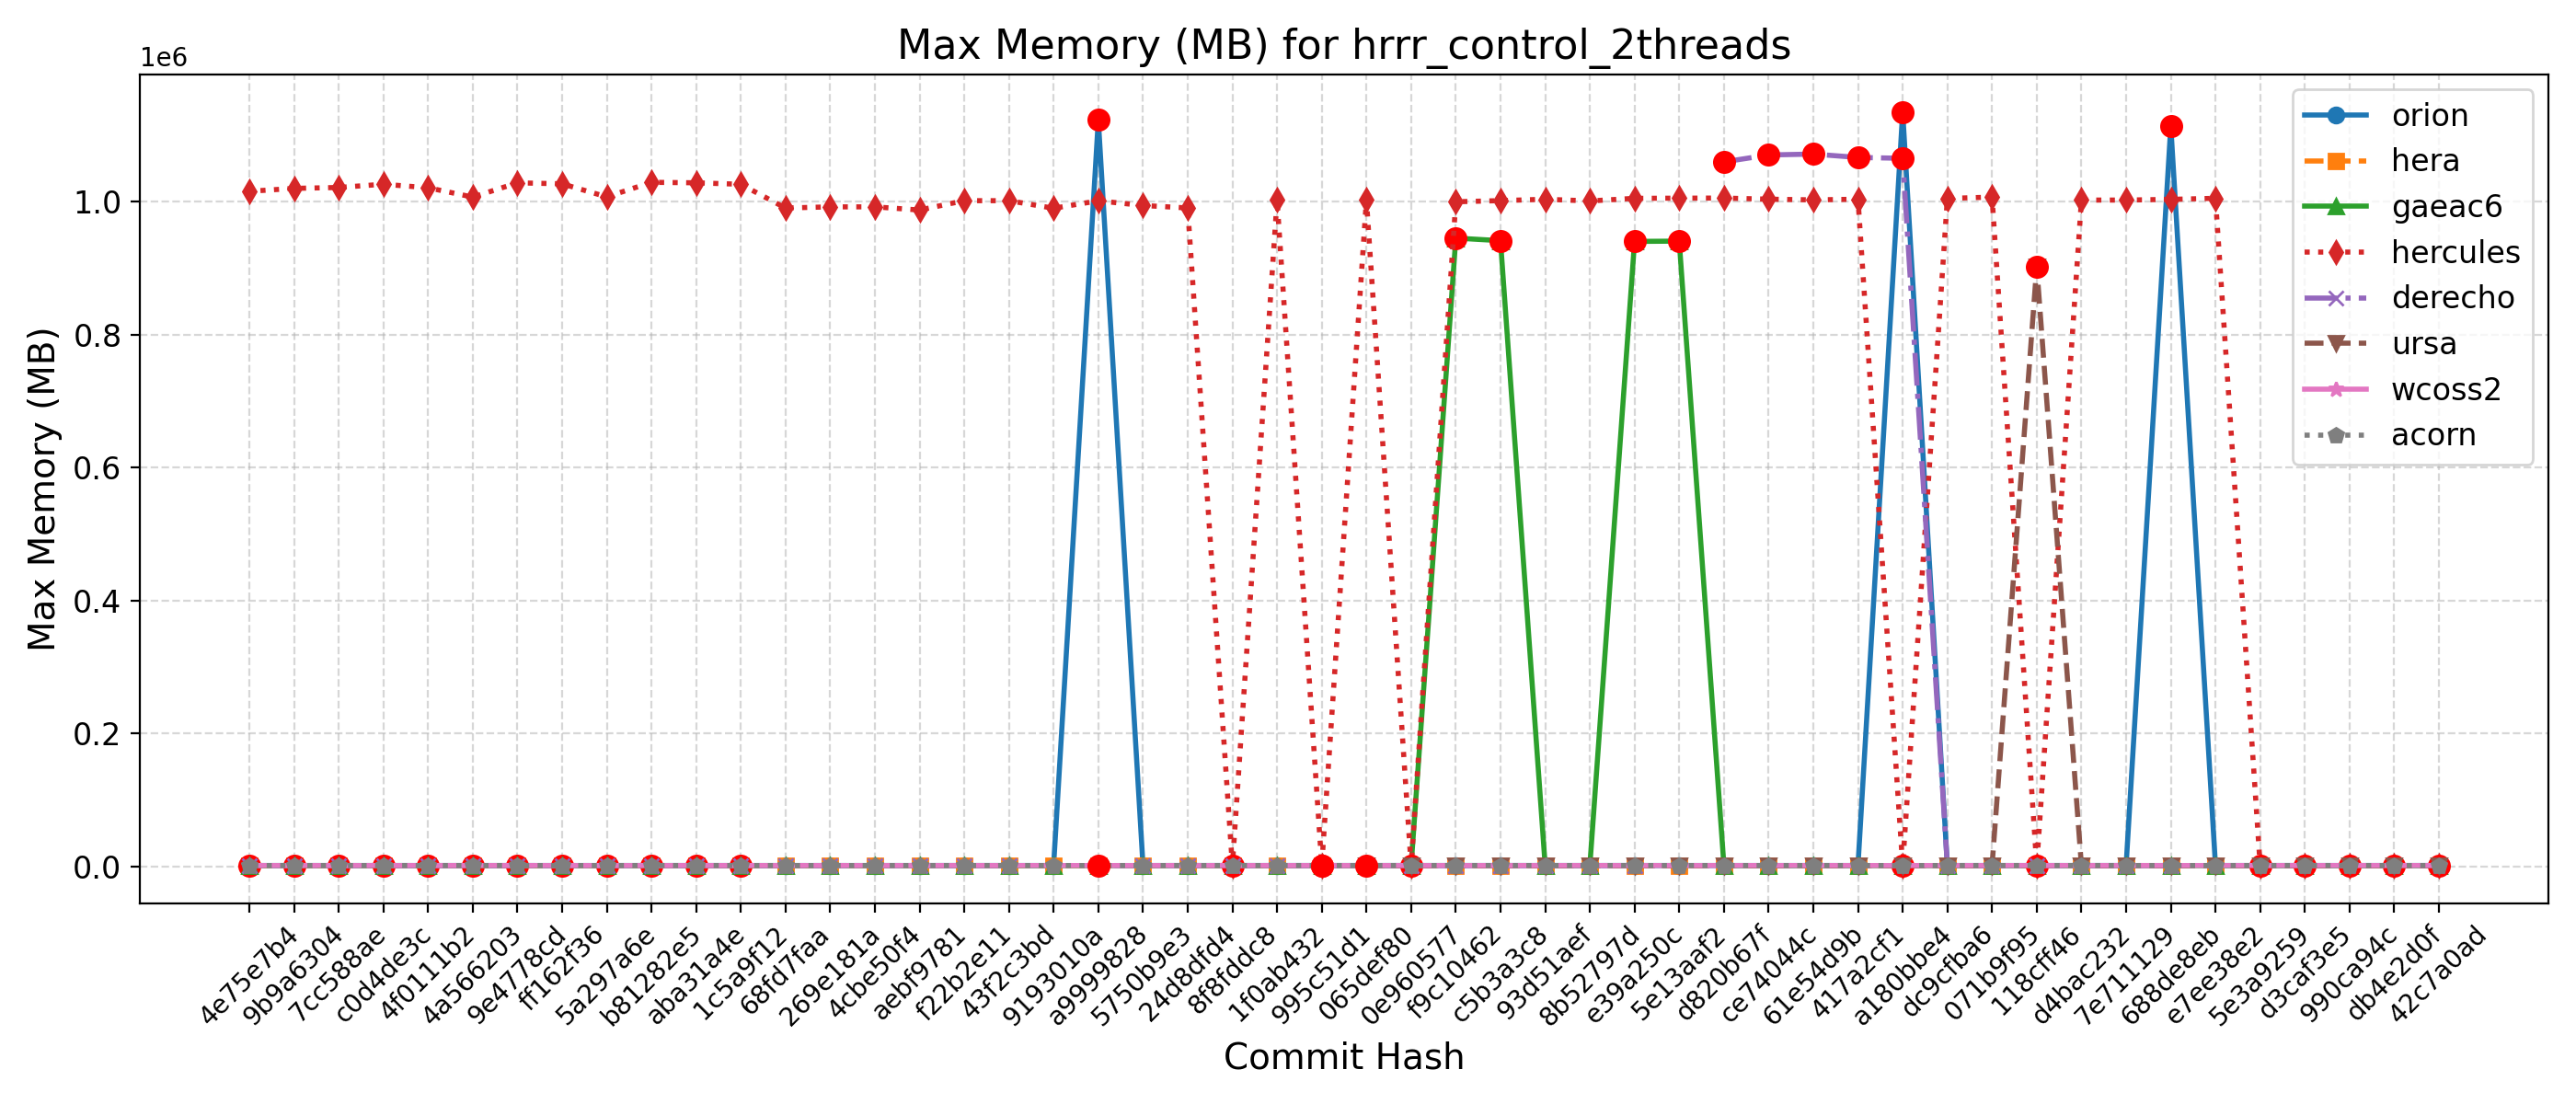 Max Memory (MB) for hrrr_control_2threads
1e6
Max Memory (MB)
1.0
0.8
0.6
0.4
0.2
0.0
orion
hera
gaeac6
hercules
derecho
ursa
wcoss2
acorn
4e75e7b4
9b9a6304
7cc588ae
c0d4de3c
4f0111b2
4a566203
9e4778cd
ff162f36
5a297a6e
b81282e5
aba31a4e
1c5a9f12
68fd7faa
269e181a
4cbe50f4
aebf9781
f22b2e11
43f2c3bd
9193010a
a9999828
5750b9e3
24d8dfd4
8f8fddc8
1f0ab432
995c51d1
065def80
0e960577
f9c10462
c5b3a3c8
93d51aef
8b52797d
e39a250c
5e13aaf2
d820b67f
ce74044c
61e54d9b
417a2cf1
a180bbe4
dc9cfba6
071b9f95
118cff46
d4bac232
7e711129
688de8eb
e7ee38e2
5e3a9259
d3caf3e5
990ca94c
db4e2d0f
42c7a0ad
Commit Hash